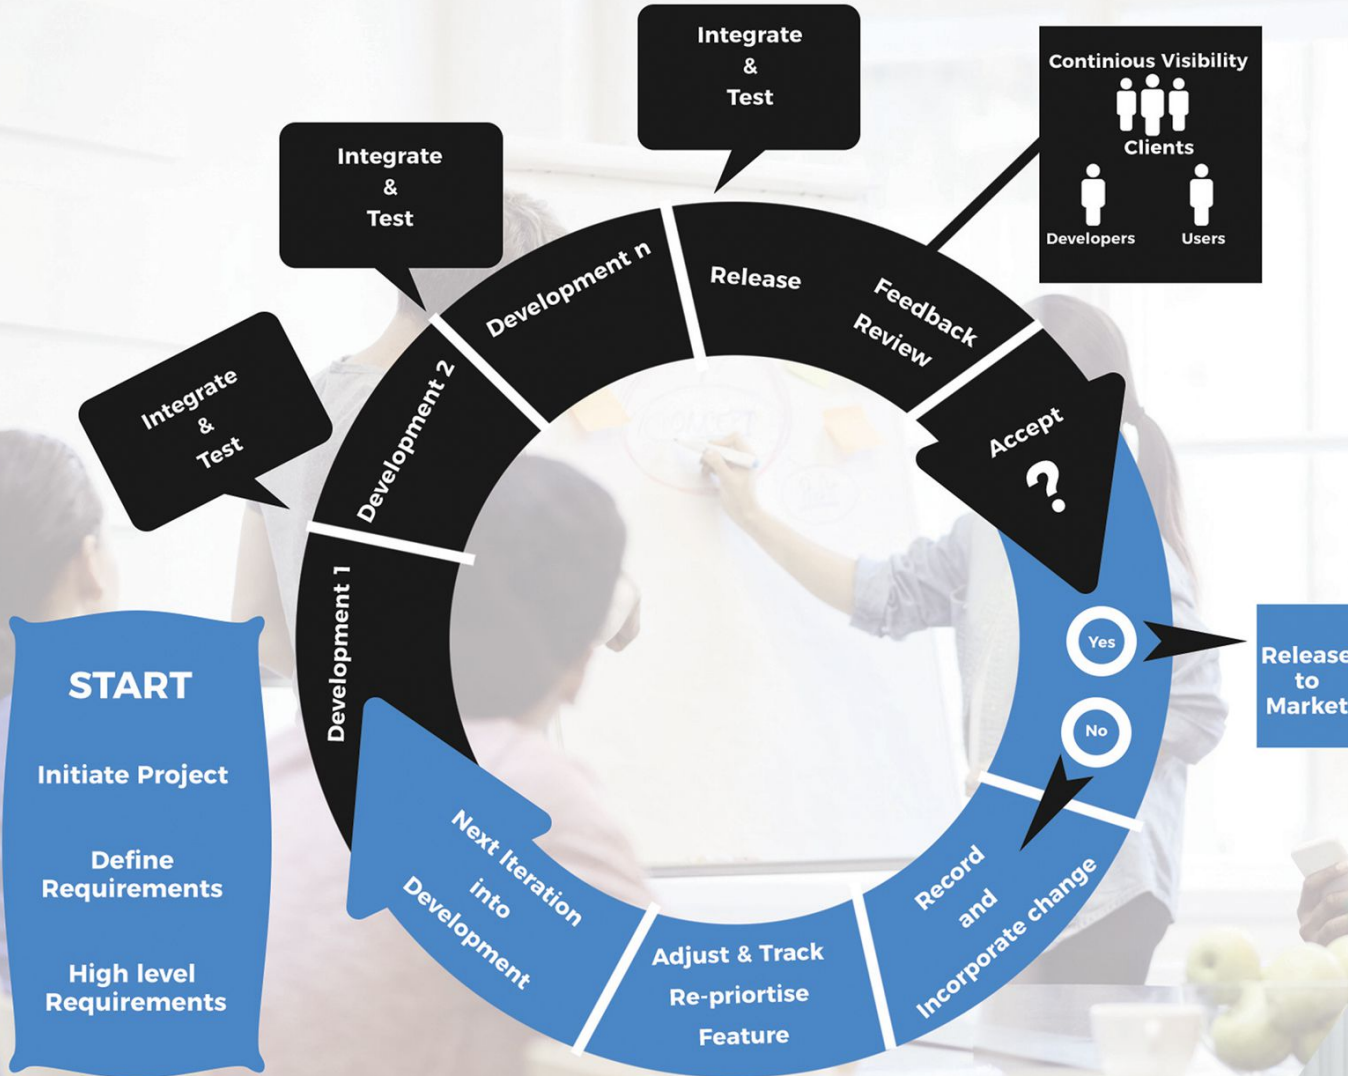 Integrate
&
Test
Continious Visibility
Clients
Developers
Users
Integrate
&
Test
Integrate
&
Test
Development 1
Development 2
Development n
Release
Feedback
Review
Accept
?
Yes
No
Release
to
Market
Record
and
Incorporate change
Adjust & Track
Re-priortise
Feature
Next Iteration
into
Development
START
Initiate Project
Define
Requirements
High level
Requirements